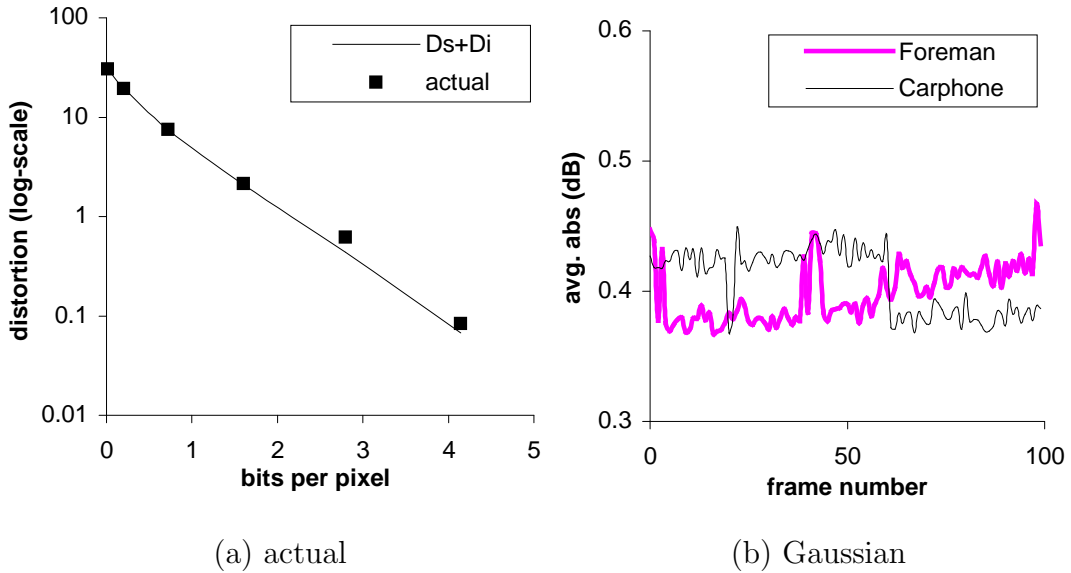 100
10
1
0.1
0.01
distortion (log-scale)
Ds+Di
actual
0 1 2 3 4 5
bits per pixel
(a) actual
0.6
0.5
0.4
0.3
avg. abs (dB)
Foreman
Carphone
0 50 100
frame number
(b) Gaussian